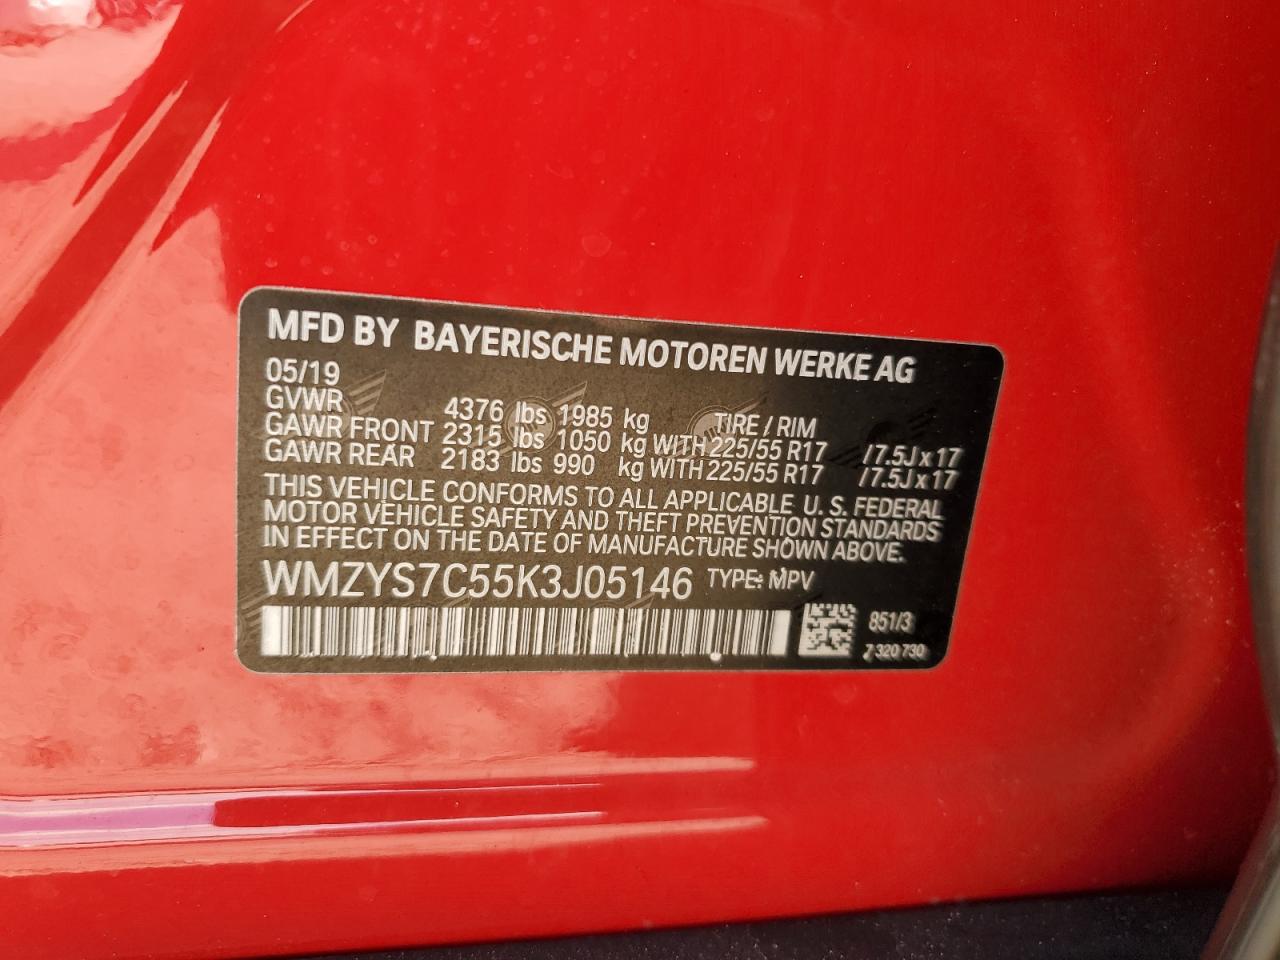 MFD BY BAYERISCHE MOTOREN WERKE AG
05/19
GVWR 4376 lbs 1985 kg TIRE / RIM
GAWR FRONT 2315 lbs 1050 kg WITH 225/55 R17 / 7.5J x 17
GAWR REAR 2183 lbs 990 kg WITH 225/55 R17 / 7.5J x 17
THIS VEHICLE CONFORMS TO ALL APPLICABLE U. S. FEDERAL
MOTOR VEHICLE SAFETY AND THEFT PREVENTION STANDARDS
IN EFFECT ON THE DATE OF MANUFACTURE SHOWN ABOVE.
WMZYS7C55K3J05146 TYPE: MPV
851/3
7 320 730